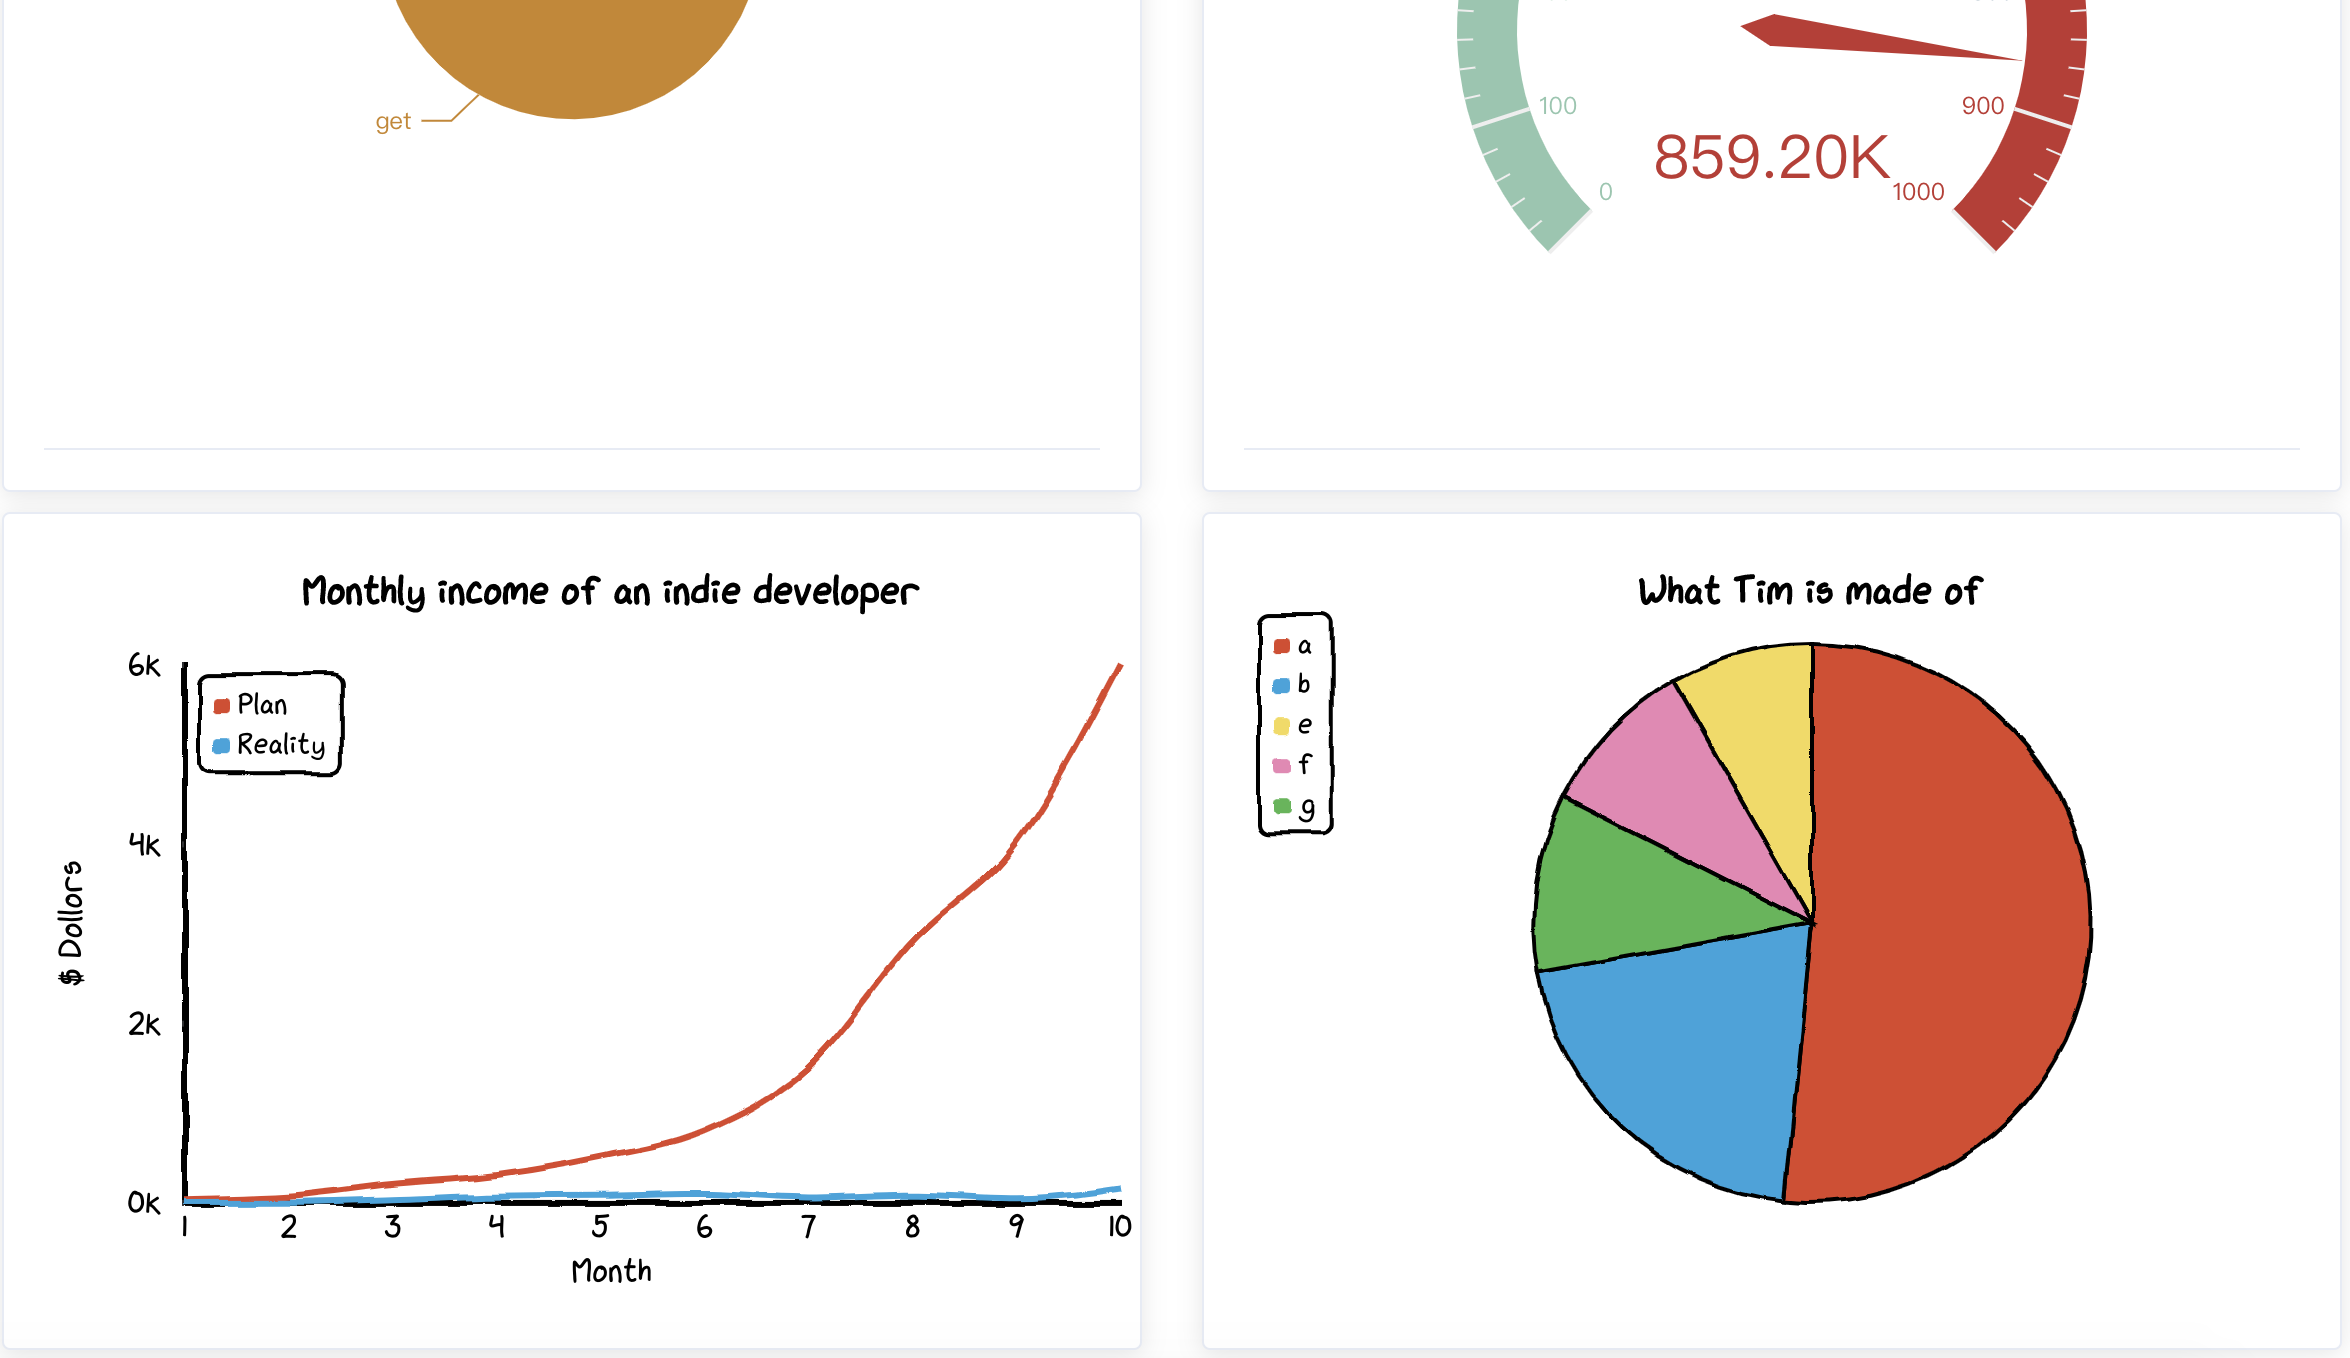 get
100
900
859.20K
0
1000
Monthly income of an indie developer
6k
Plan
Reality
4k
2k
0k
$ Dollors
1 2 3 4 5 6 7 8 9 10
Month
What Tim is made of
a
b
e
f
g